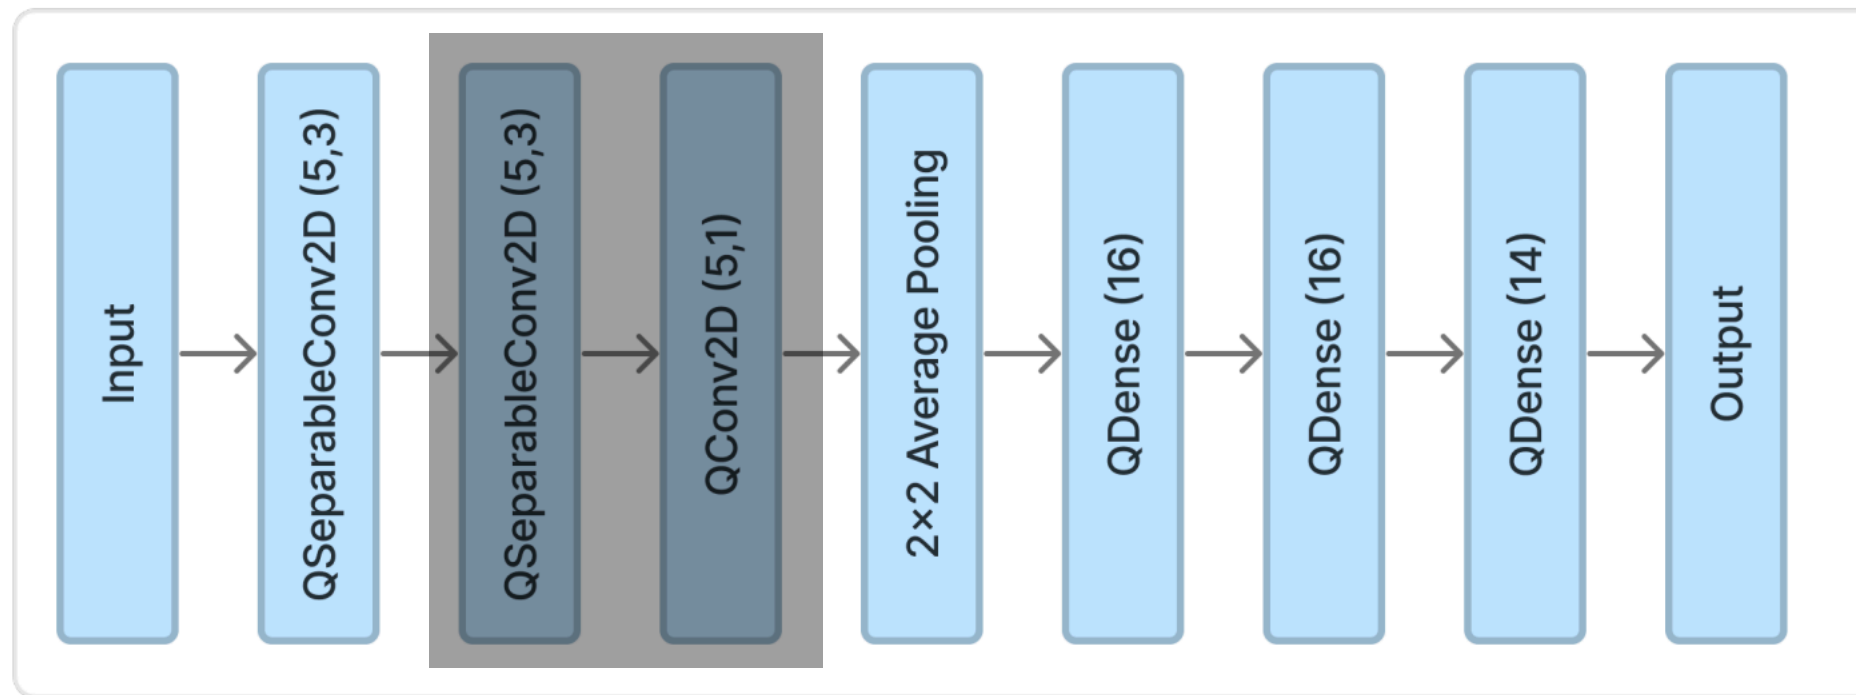 Input
QSeparableConv2D (5,3)
QSeparableConv2D (5,3)
QConv2D (5,1)
2×2 Average Pooling
QDense (16)
QDense (16)
QDense (14)
Output